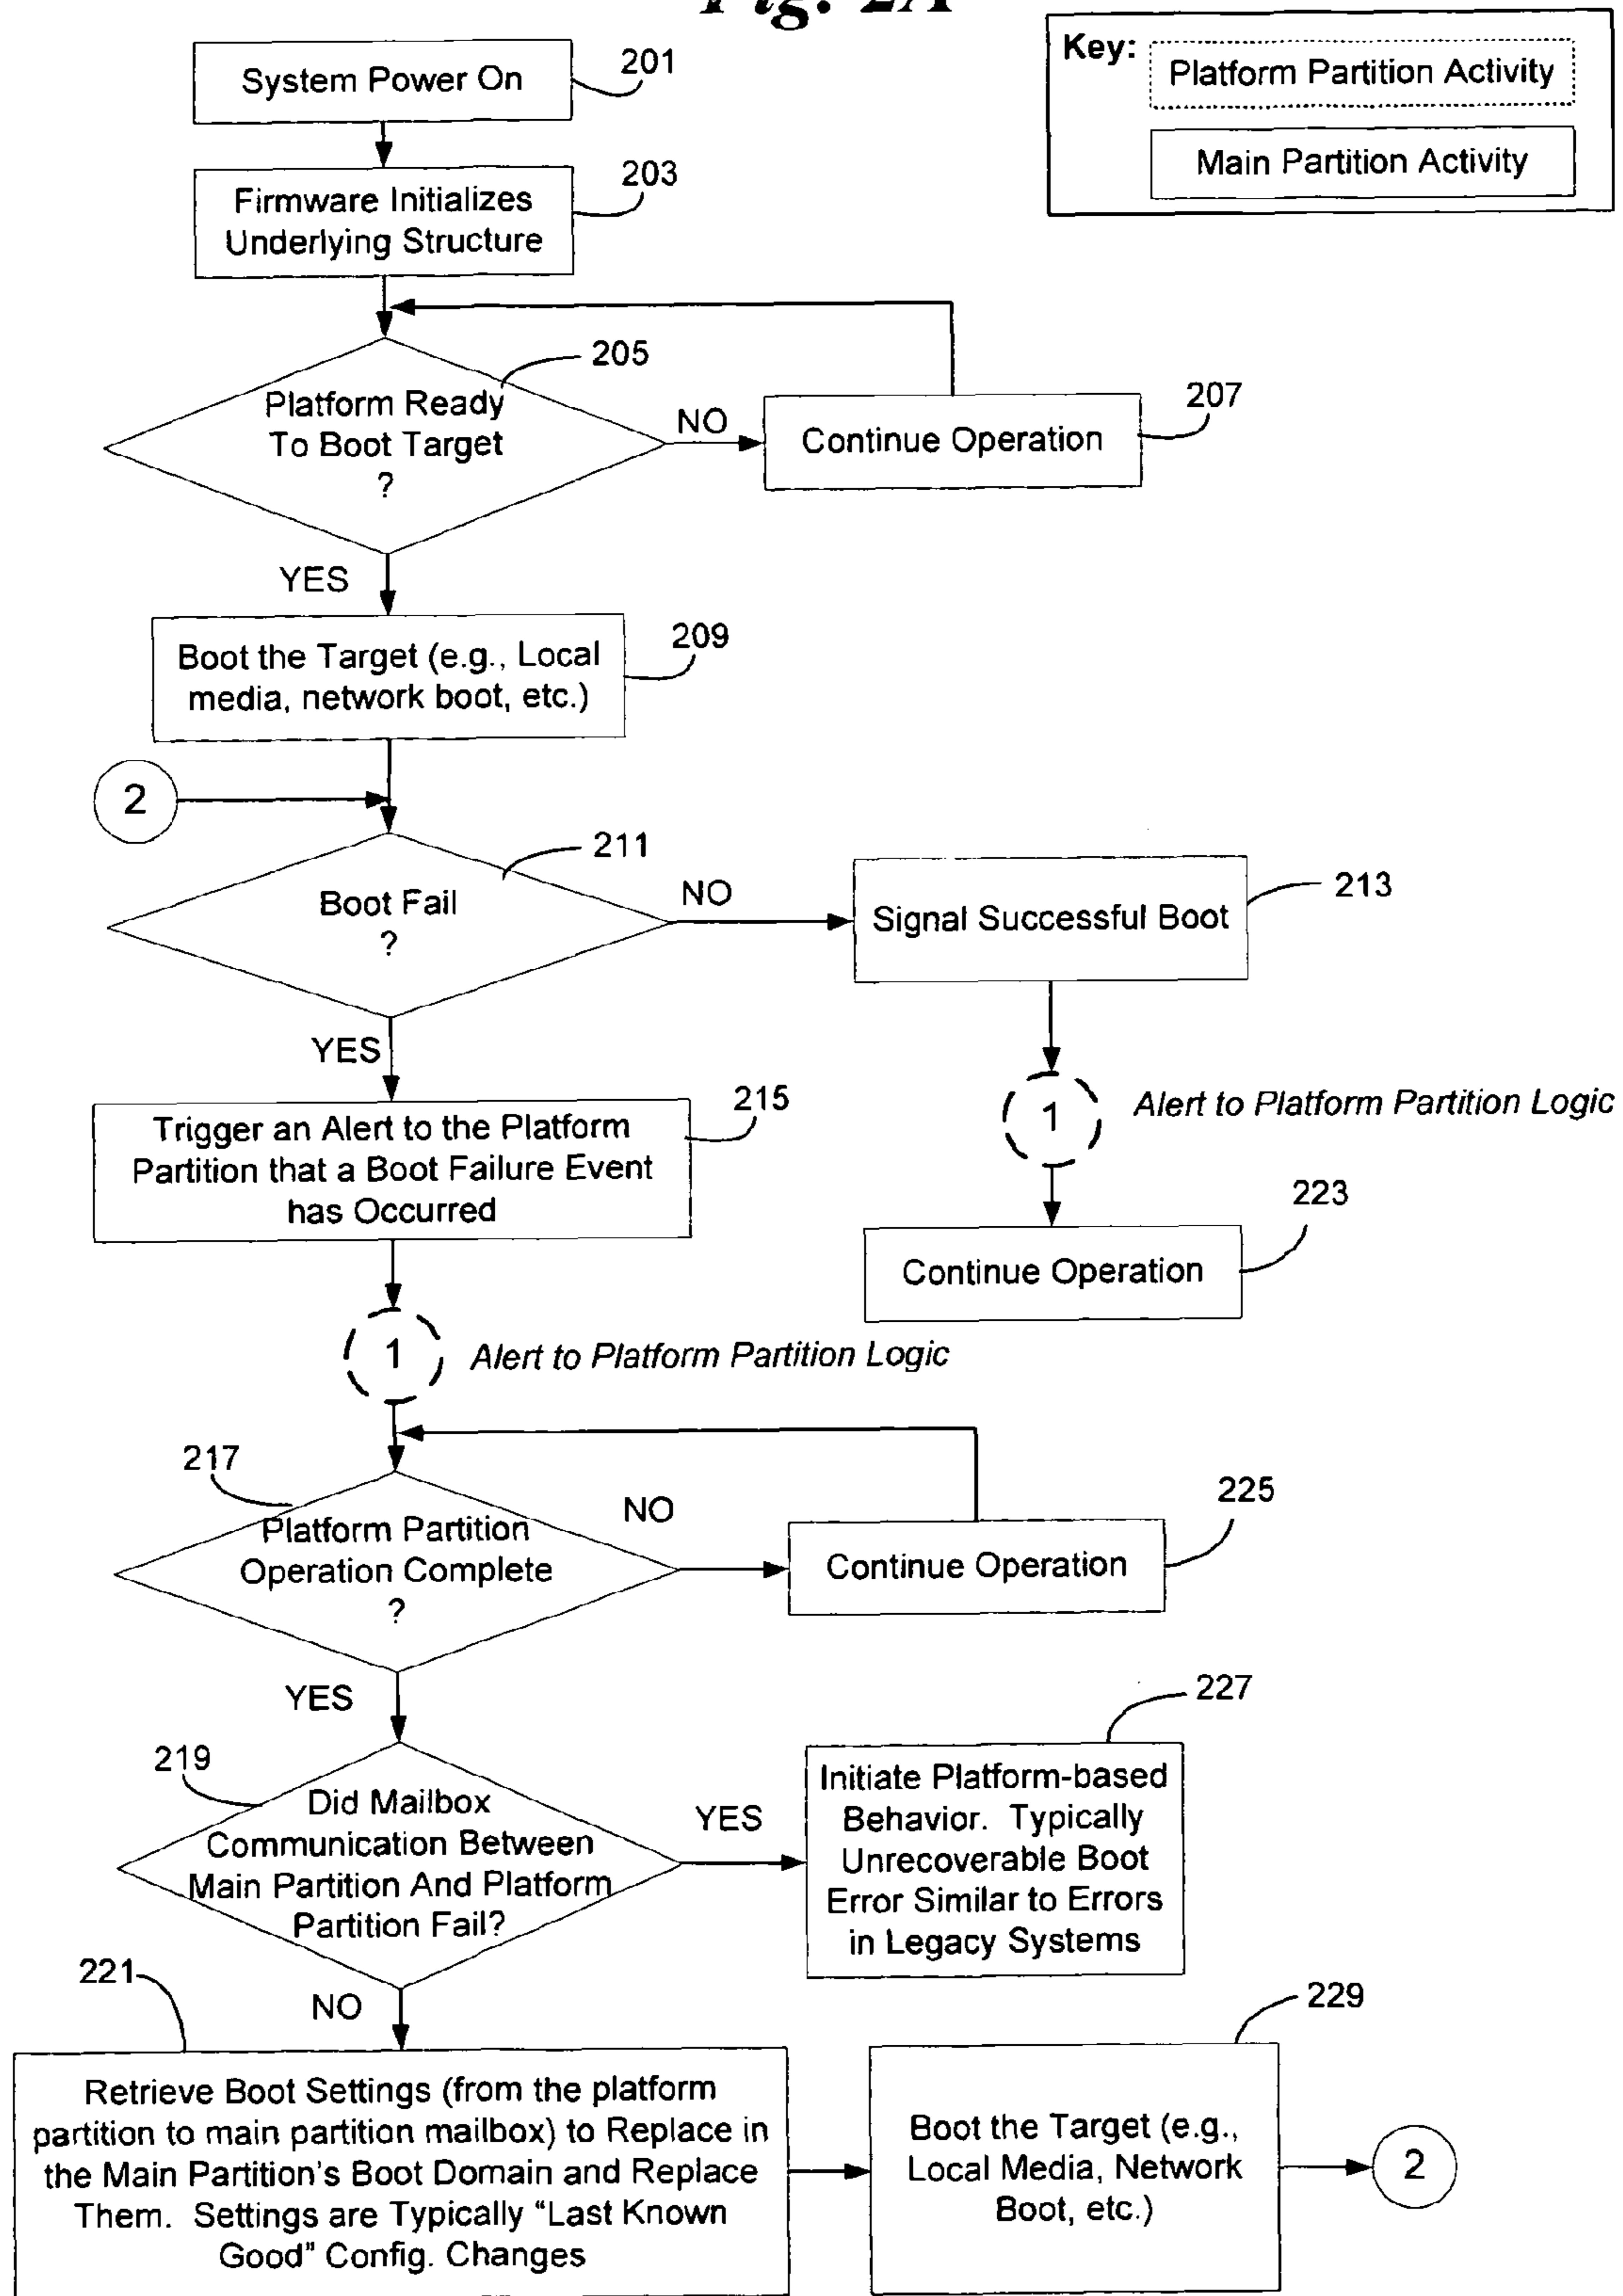 Fig. 2A
Key:
Platform Partition Activity
Main Partition Activity
System Power On
201
Firmware Initializes
Underlying Structure
203
205
Platform Ready
To Boot Target
?
NO
Continue Operation
207
YES
Boot the Target (e.g., Local
media, network boot, etc.)
209
2
211
Boot Fail
?
NO
Signal Successful Boot
213
YES
1
Alert to Platform Partition Logic
Trigger an Alert to the Platform
Partition that a Boot Failure Event
has Occurred
215
223
Continue Operation
1
Alert to Platform Partition Logic
217
Platform Partition
Operation Complete
?
NO
Continue Operation
225
YES
219
Did Mailbox
Communication Between
Main Partition And Platform
Partition Fail?
YES
227
Initiate Platform-based
Behavior. Typically
Unrecoverable Boot
Error Similar to Errors
in Legacy Systems
NO
221
Retrieve Boot Settings (from the platform
partition to main partition mailbox) to Replace in
the Main Partition's Boot Domain and Replace
Them. Settings are Typically “Last Known
Good” Config. Changes
229
Boot the Target (e.g.,
Local Media, Network
Boot, etc.)
2